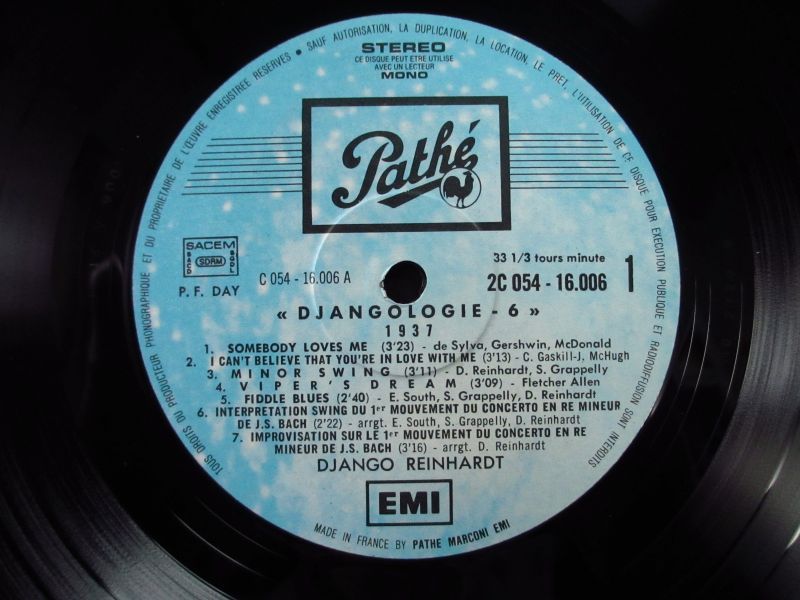 TOUS DROITS DU PRODUCTEUR PHONOGRAPHIQUE ET DU PROPRIETAIRE DE L'ŒUVRE ENREGISTREE RESERVES • SAUF AUTORISATION, LA DUPLICATION, LA LOCATION, LE PRET, L'UTILISATION DE CE DISQUE POUR EXECUTION PUBLIQUE ET RADIODIFFUSION SONT INTERDITS
STEREO
CE DISQUE PEUT ETRE UTILISE
AVEC UN LECTEUR
MONO
Pathé
SACEM
SACD
SDRM
SGDL
P. F. DAY
C 054 - 16.006 A
33 1/3 tours minute
2C 054 - 16.006
1
« DJANGOLOGIE - 6 »
1937
1. SOMEBODY LOVES ME (3'23) - de Sylva, Gershwin, McDonald
2. I CAN'T BELIEVE THAT YOU'RE IN LOVE WITH ME (3'13) - C. Gaskill-J. McHugh
3. MINOR SWING (3'11) - D. Reinhardt, S. Grappelly
4. VIPER'S DREAM (3'09) - Fletcher Allen
5. FIDDLE BLUES (2'40) - E. South, S. Grappelly, D. Reinhardt
6. INTERPRETATION SWING DU 1er MOUVEMENT DU CONCERTO EN RE MINEUR
DE J.S. BACH (2'22) - arrgt. E. South, S. Grappelly, D. Reinhardt
7. IMPROVISATION SUR LE 1er MOUVEMENT DU CONCERTO EN RE
MINEUR DE J.S. BACH (3'16) - arrgt. D. Reinhardt
DJANGO REINHARDT
EMI
MADE IN FRANCE BY PATHE MARCONI EMI